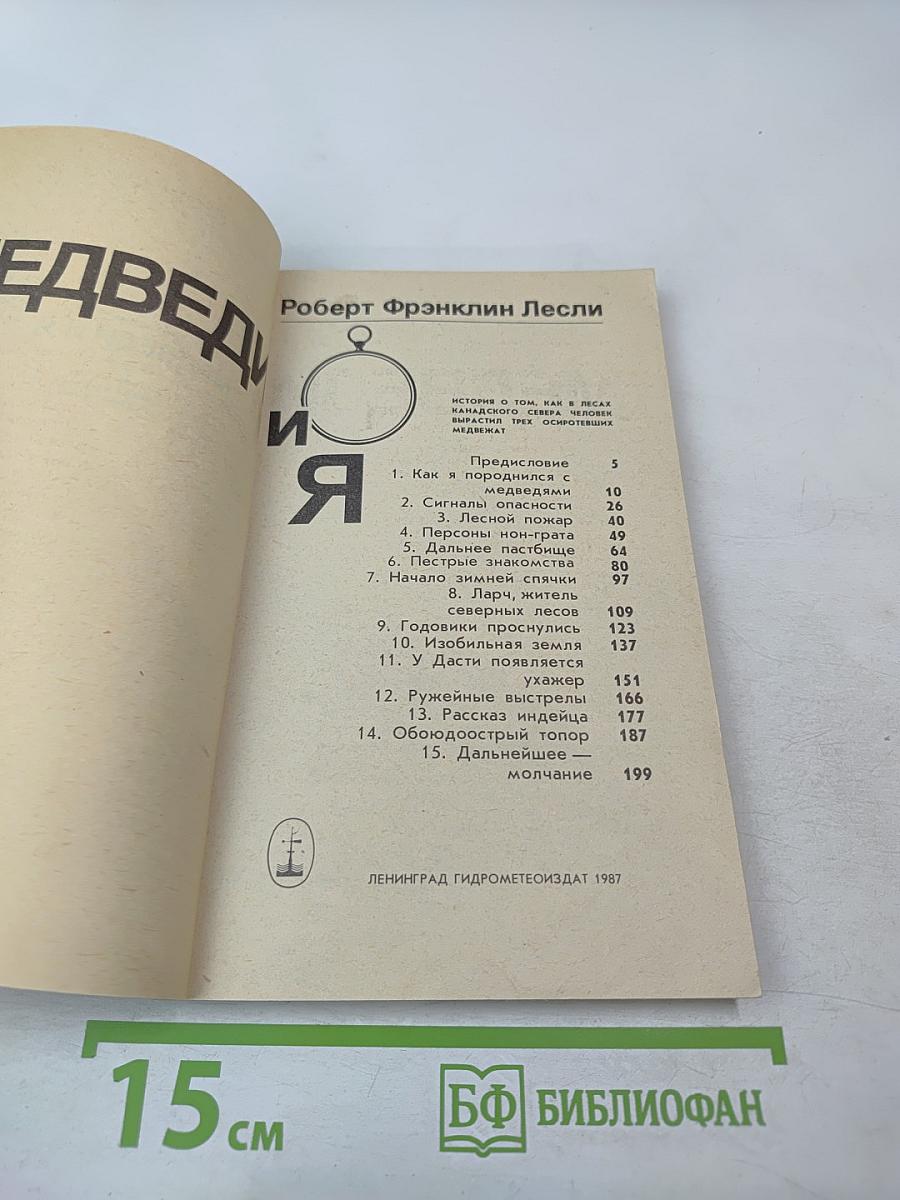 МЕДВЕДИ
Роберт Фрэнклин Лесли
и
Я
ИСТОРИЯ О ТОМ, КАК В ЛЕСАХ
КАНАДСКОГО СЕВЕРА ЧЕЛОВЕК
ВЫРАСТИЛ ТРЕХ ОСИРОТЕВШИХ
МЕДВЕЖАТ
Предисловие 5
1. Как я породнился с
медведями 10
2. Сигналы опасности 26
3. Лесной пожар 40
4. Персоны нон-грата 49
5. Дальнее пастбище 64
6. Пестрые знакомства 80
7. Начало зимней спячки 97
8. Ларч, житель
северных лесов 109
9. Годовики проснулись 123
10. Изобильная земля 137
11. У Дасти появляется
ухажер 151
12. Ружейные выстрелы 166
13. Рассказ индейца 177
14. Обоюдоострый топор 187
15. Дальнейшее —
молчание 199
ЛЕНИНГРАД ГИДРОМЕТЕОИЗДАТ 1987
15 см
БФ БИБЛИОФАН